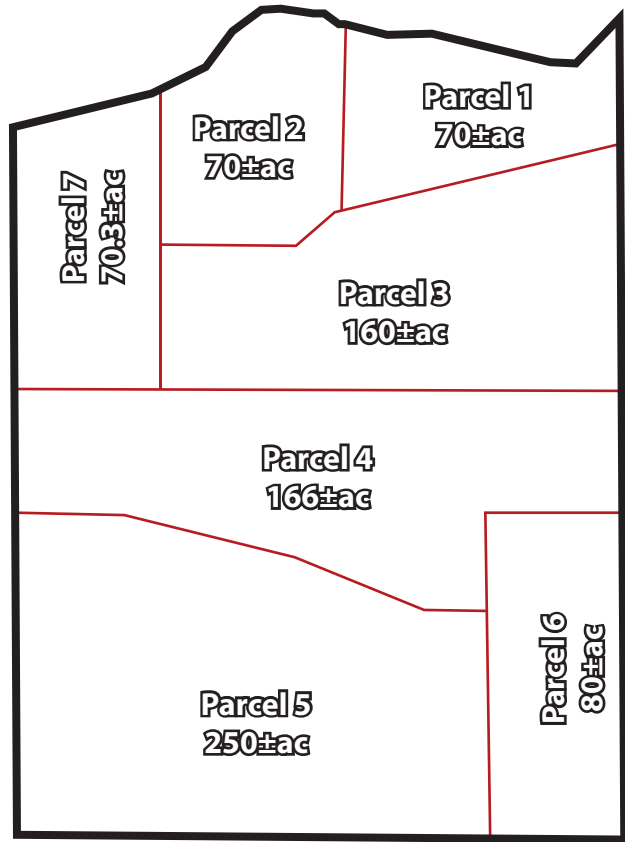 Parcel 1
70±ac
Parcel 2
70±ac
Parcel 7
70.3±ac
Parcel 3
160±ac
Parcel 4
166±ac
Parcel 6
80±ac
Parcel 5
250±ac